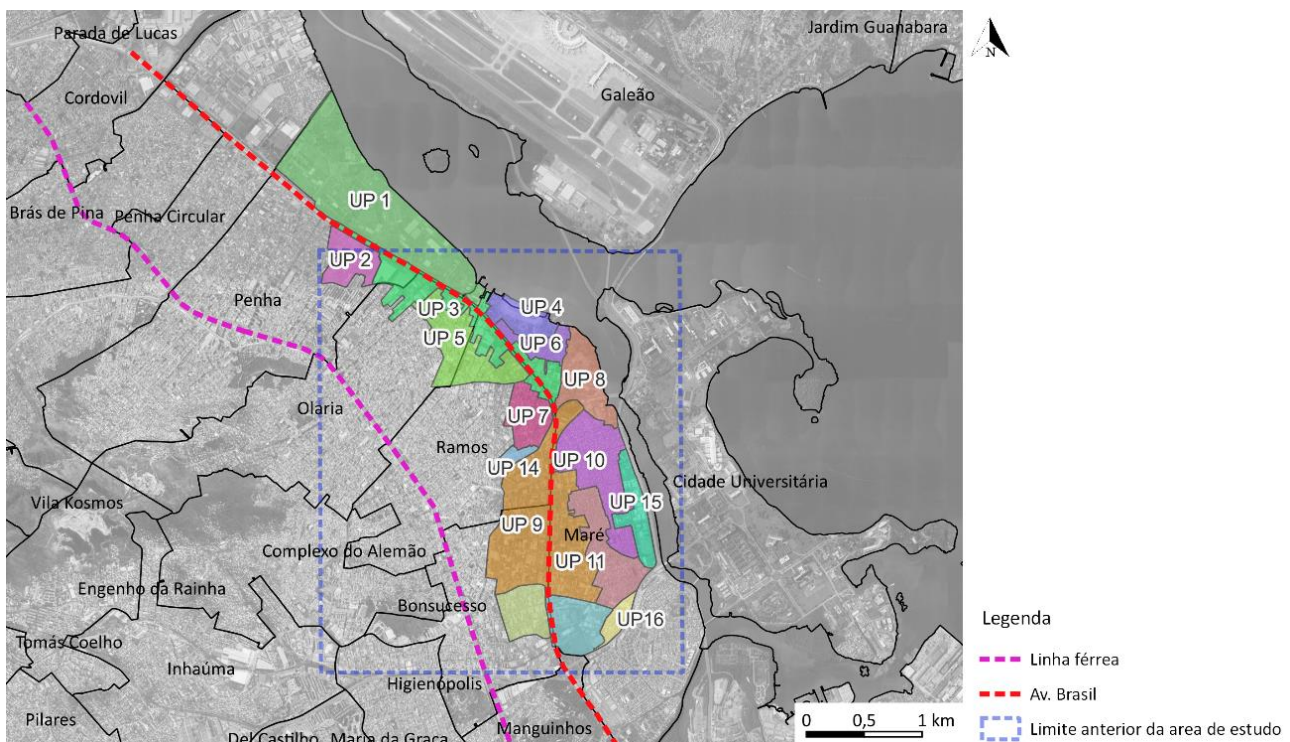 Parada de Lucas
Jardim Guanabara
N
Cordovil
Galeão
UP 1
Brás de Pina
Penha Circular
UP 2
Penha
UP 3
UP 4
UP 5
UP 6
UP 8
Olaria
UP 7
Ramos
UP 14
UP 10
Cidade Universitária
Vila Kosmos
UP 15
UP 9
Maré
Complexo do Alemão
UP 11
Engenho da Rainha
Bonsucesso
UP16
Tomás Coelho
Inhaúma
Higienópolis
Pilares
Manguinhos
Del Castilho
Maria da Graça
0 0,5 1 km
Legenda
Linha férrea
Av. Brasil
Limite anterior da area de estudo